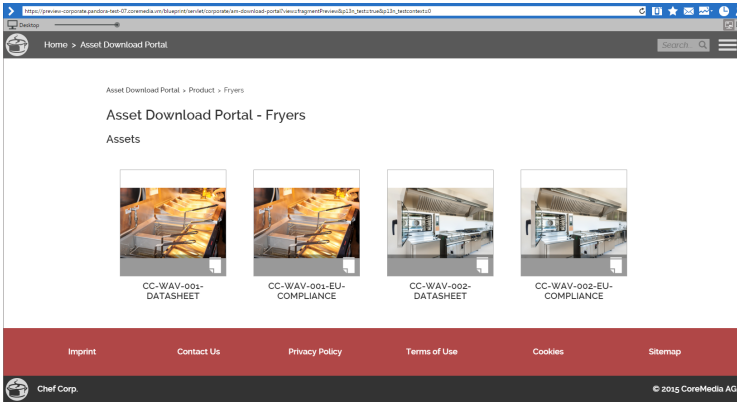 https://preview-corporate.pandora-test-07.coremedia.vm/blueprint/servlet/corporate/am-download-portal?view=fragmentPreview&p13n_test=true&p13n_testcontext=0
Desktop
Home > Asset Download Portal
Search...
Asset Download Portal > Product > Fryers
Asset Download Portal - Fryers
Assets
CC-WAV-001-
DATASHEET
CC-WAV-001-EU-
COMPLIANCE
CC-WAV-002-
DATASHEET
CC-WAV-002-EU-
COMPLIANCE
Imprint
Contact Us
Privacy Policy
Terms of Use
Cookies
Sitemap
Chef Corp.
© 2015 CoreMedia AG